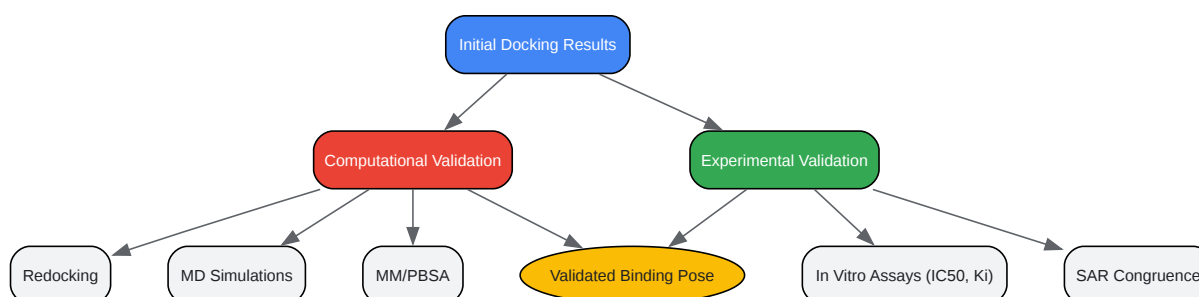 Initial Docking Results
Computational Validation
Experimental Validation
Redocking
MD Simulations
MM/PBSA
Validated Binding Pose
In Vitro Assays (IC50, Ki)
SAR Congruence